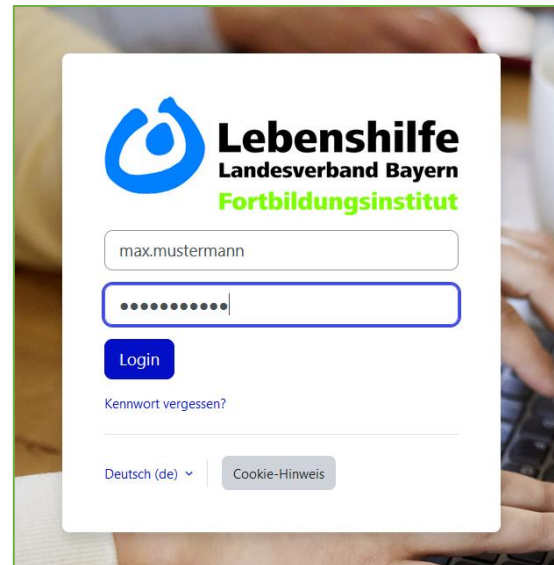 Lebenshilfe
Landesverband Bayern
Fortbildungsinstitut
max.mustermann
●●●●●●●●●●●
Login
Kennwort vergessen?
Deutsch (de)
Cookie-Hinweis